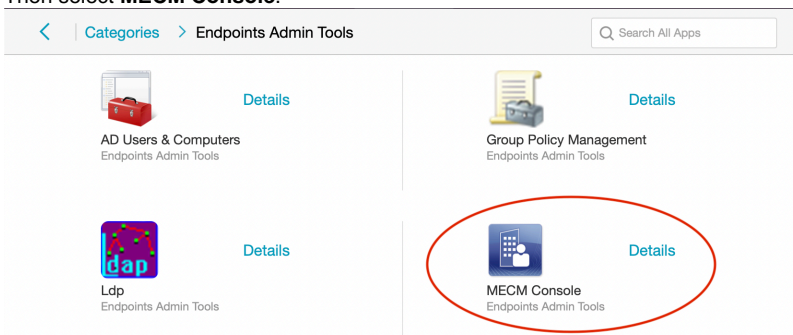 Then select MECM Console.
Categories > Endpoints Admin Tools
Search All Apps
Details
AD Users & Computers
Endpoints Admin Tools
Details
Group Policy Management
Endpoints Admin Tools
ldap
Details
Ldp
Endpoints Admin Tools
Details
MECM Console
Endpoints Admin Tools